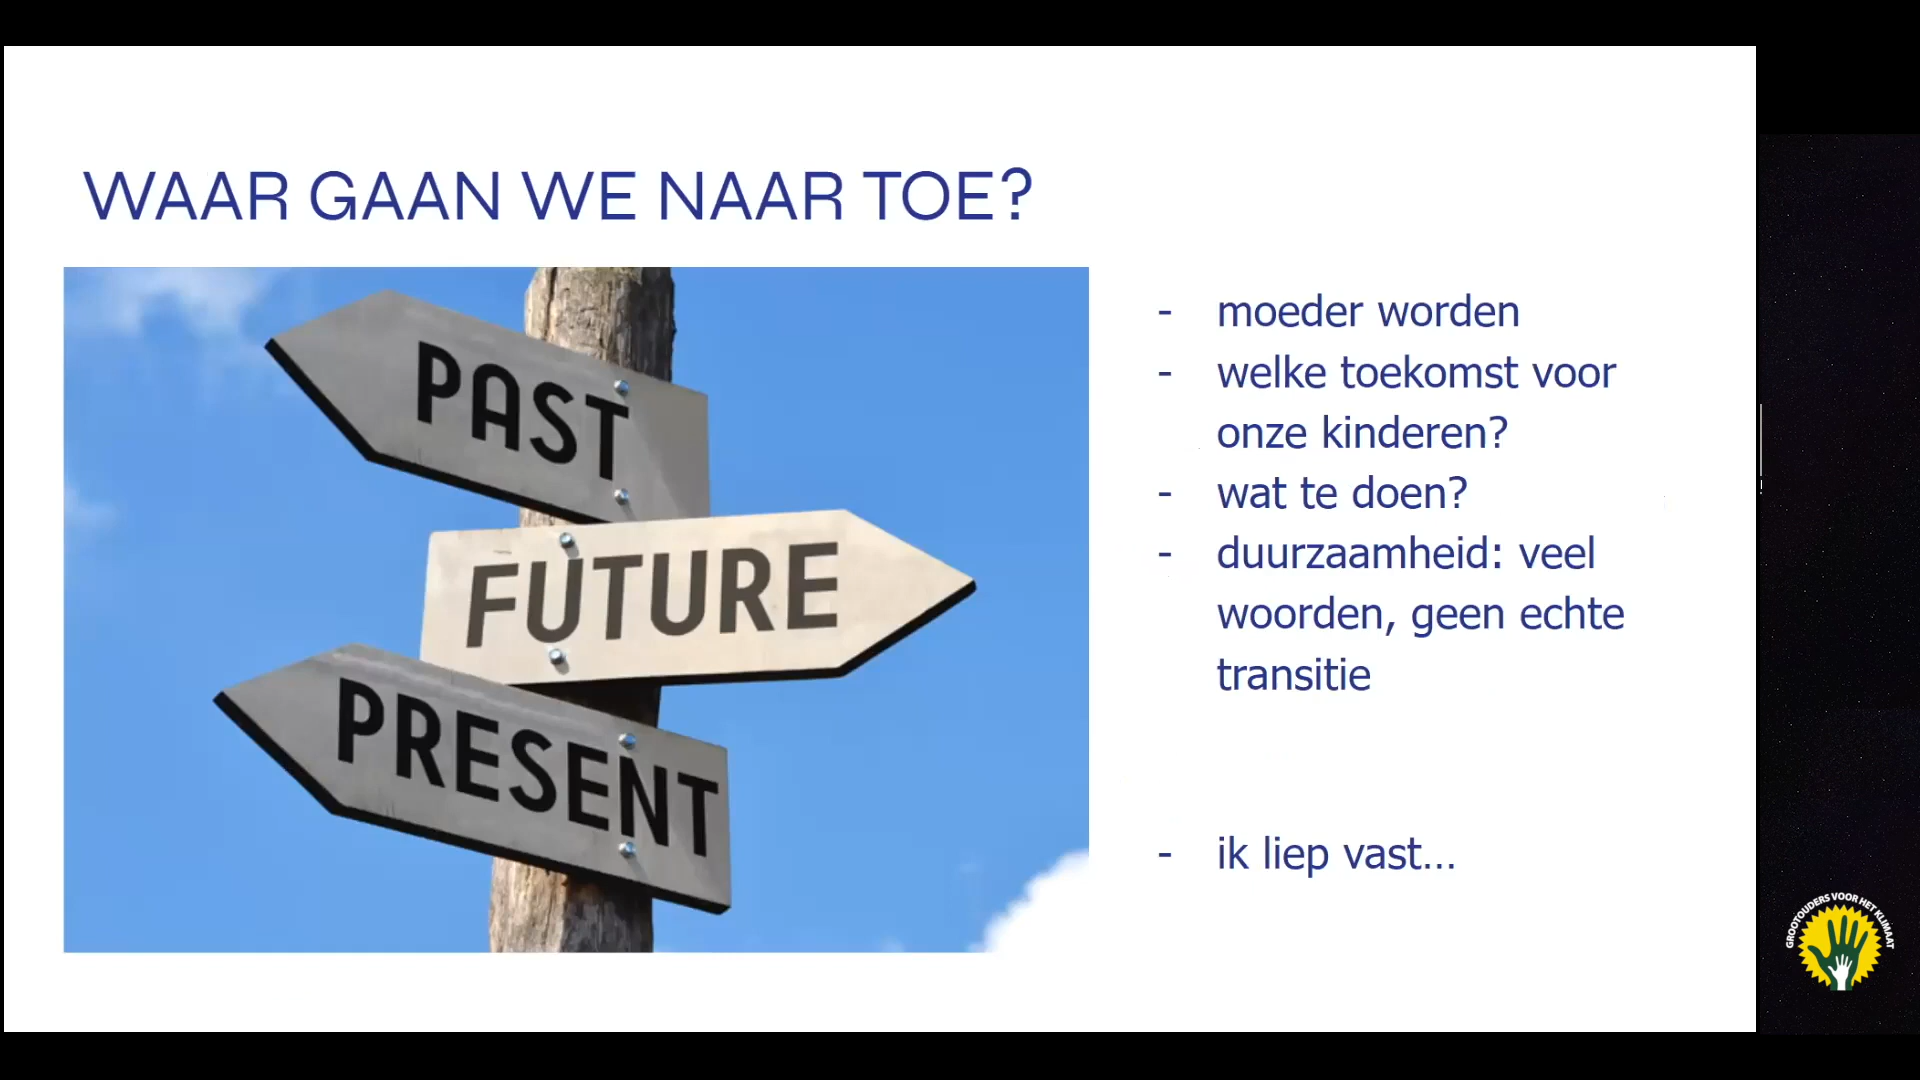 WAAR GAAN WE NAAR TOE?
PAST
FUTURE
PRESENT
- moeder worden
- welke toekomst voor
onze kinderen?
- wat te doen?
- duurzaamheid: veel
woorden, geen echte
transitie
- ik liep vast...
GROOTOUDERS VOOR HET KLIMAAT